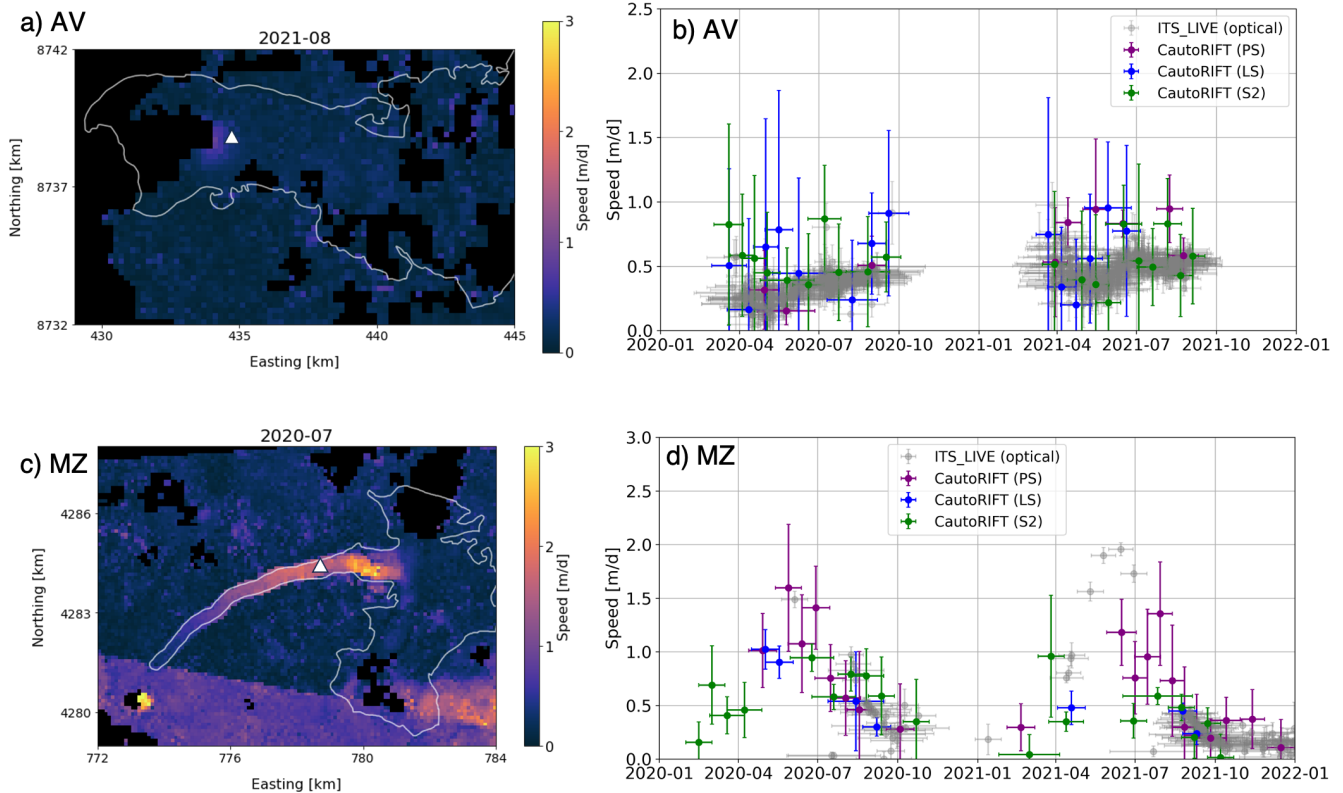 a) AV
2021-08
8742
8737
8732
Northing [km]
430
435
440
445
Easting [km]
3
2
1
0
Speed [m/d]
b) AV
ITS_LIVE (optical)
CautoRIFT (PS)
CautoRIFT (LS)
CautoRIFT (S2)
2.5
2.0
1.5
1.0
0.5
0.0
Speed [m/d]
2020-01 2020-04 2020-07 2020-10 2021-01 2021-04 2021-07 2021-10 2022-01
c) MZ
2020-07
4286
4283
4280
Northing [km]
772
776
780
784
Easting [km]
3
2
1
0
Speed [m/d]
d) MZ
ITS_LIVE (optical)
CautoRIFT (PS)
CautoRIFT (LS)
CautoRIFT (S2)
3.0
2.5
2.0
1.5
1.0
0.5
0.0
Speed [m/d]
2020-01 2020-04 2020-07 2020-10 2021-01 2021-04 2021-07 2021-10 2022-01